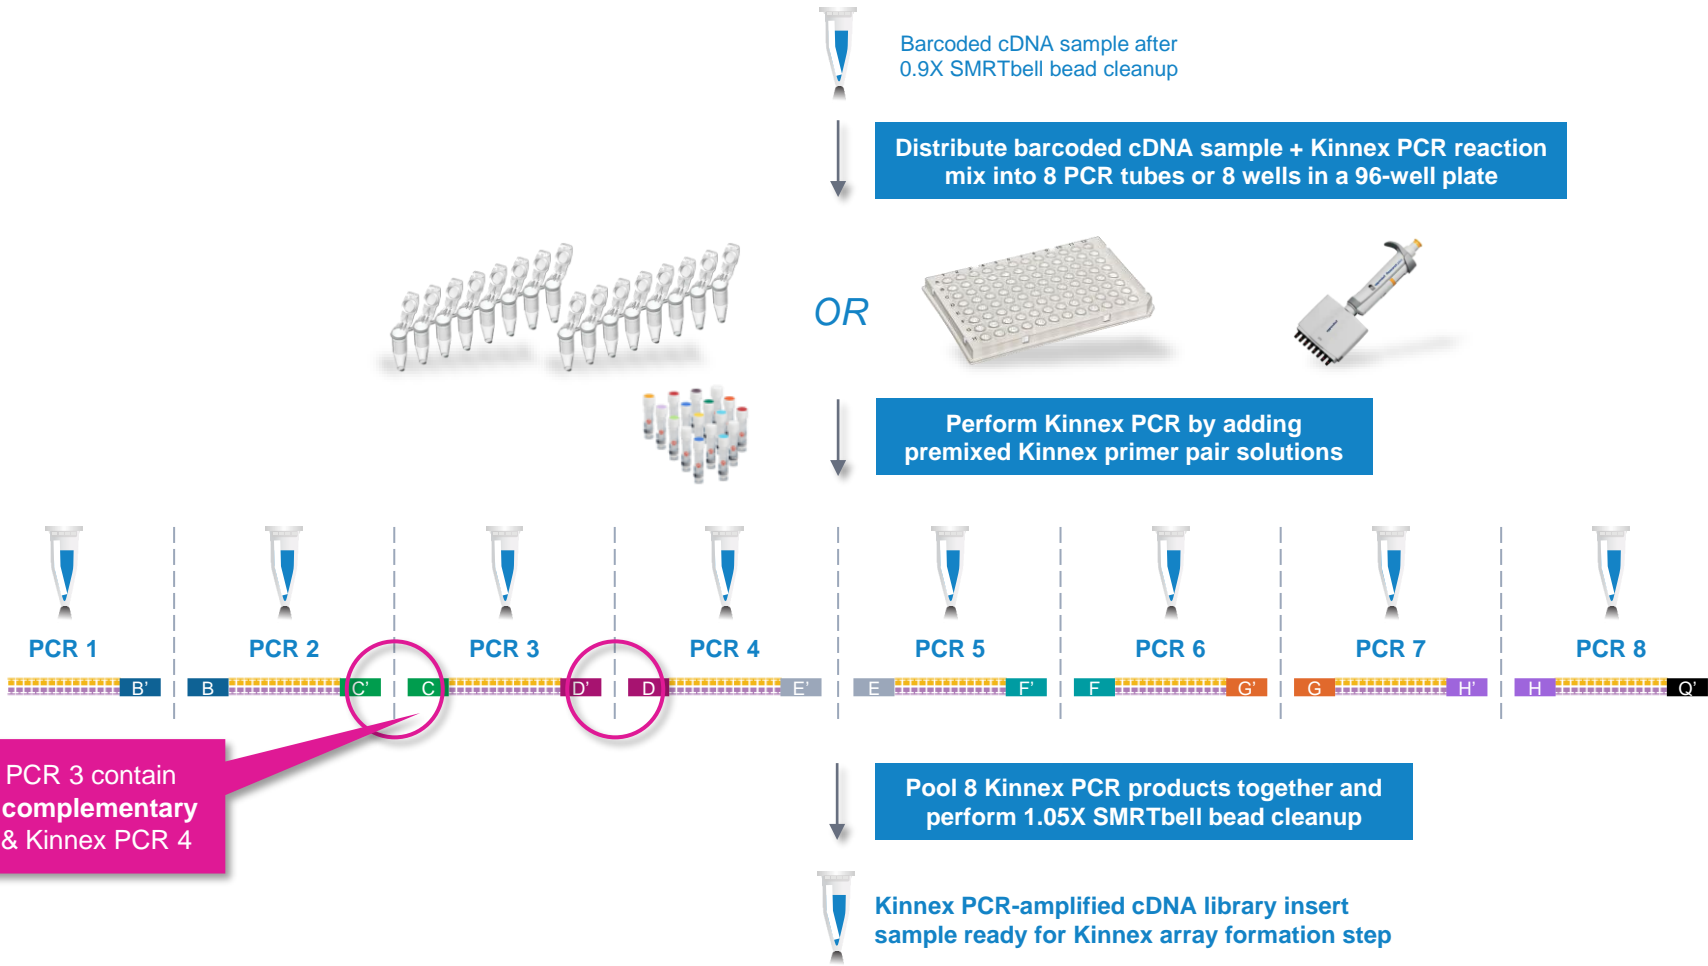 Barcoded cDNA sample after
0.9X SMRTbell bead cleanup
Distribute barcoded cDNA sample + Kinnex PCR reaction
mix into 8 PCR tubes or 8 wells in a 96-well plate
OR
Perform Kinnex PCR by adding
premixed Kinnex primer pair solutions
PCR 1
PCR 2
PCR 3
PCR 4
PCR 5
PCR 6
PCR 7
PCR 8
B’
B
C’
C
D’
D
E’
E
F’
F
G’
G
H’
H
Q’
PCR 3 contain
complementary
& Kinnex PCR 4
Pool 8 Kinnex PCR products together and
perform 1.05X SMRTbell bead cleanup
Kinnex PCR-amplified cDNA library insert
sample ready for Kinnex array formation step